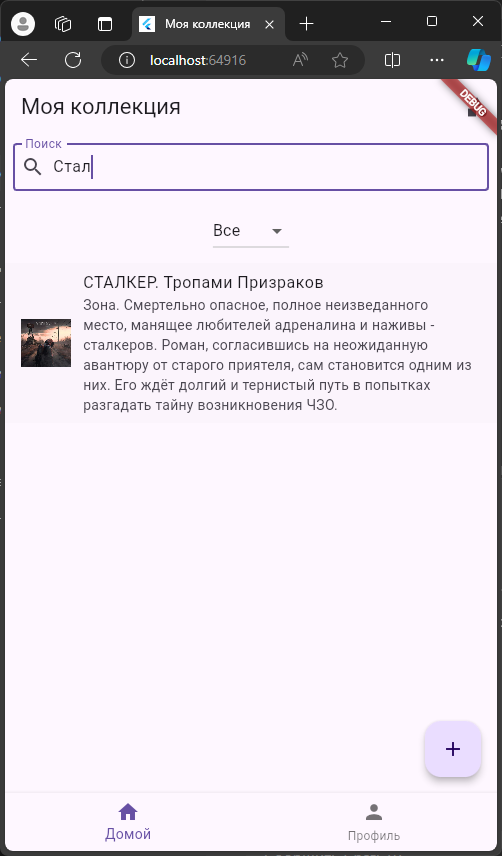 Моя коллекция
localhost:64916
DEBUG
Моя коллекция
Поиск
Стал
Все
СТАЛКЕР. Тропами Призраков
Зона. Смертельно опасное, полное неизведанного
место, манящее любителей адреналина и наживы -
сталкеров. Роман, согласившись на неожиданную
авантюру от старого приятеля, сам становится одним из
них. Его ждёт долгий и тернистый путь в попытках
разгадать тайну возникновения ЧЗО.
Домой
Профиль